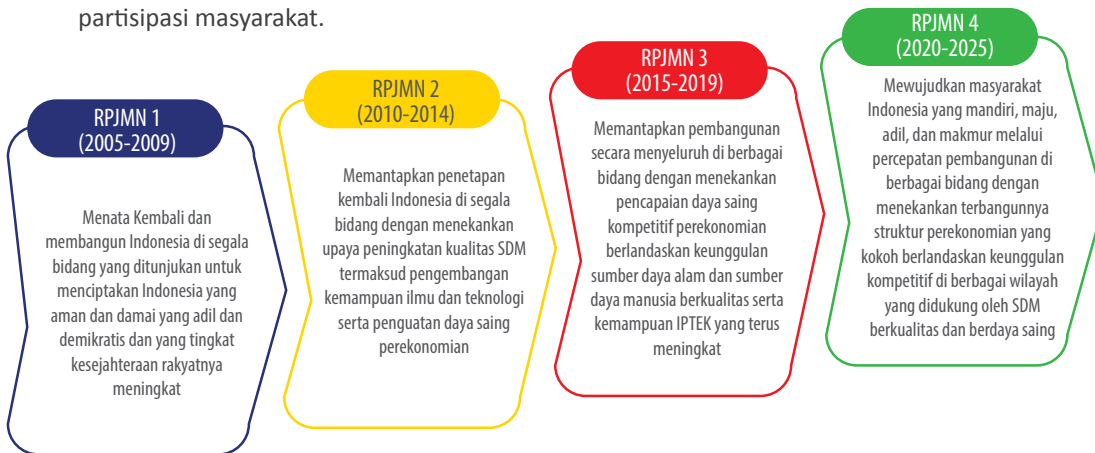 partisipasi masyarakat.
RPJMN 1
(2005-2009)
Menata Kembali dan
membangun Indonesia di segala
bidang yang ditunjukan untuk
menciptakan Indonesia yang
aman dan damai yang adil dan
demikratis dan yang tingkat
kesejahteraan rakyatnya
meningkat
RPJMN 2
(2010-2014)
Memantapkan penetapan
kembali Indonesia di segala
bidang dengan menekankan
upaya peningkatan kualitas SDM
termaksud pengembangan
kemampuan ilmu dan teknologi
serta penguatan daya saing
perekonomian
RPJMN 3
(2015-2019)
Memantapkan pembangunan
secara menyeluruh di berbagai
bidang dengan menekankan
pencapaian daya saing
kompetitif perekonomian
berlandaskan keunggulan
sumber daya alam dan sumber
daya manusia berkualitas serta
kemampuan IPTEK yang terus
meningkat
RPJMN 4
(2020-2025)
Mewujudkan masyarakat
Indonesia yang mandiri, maju,
adil, dan makmur melalui
percepatan pembangunan di
berbagai bidang dengan
menekankan terbangunnya
struktur perekonomian yang
kokoh berlandaskan keunggulan
kompetitif di berbagai wilayah
yang didukung oleh SDM
berkualitas dan berdaya saing